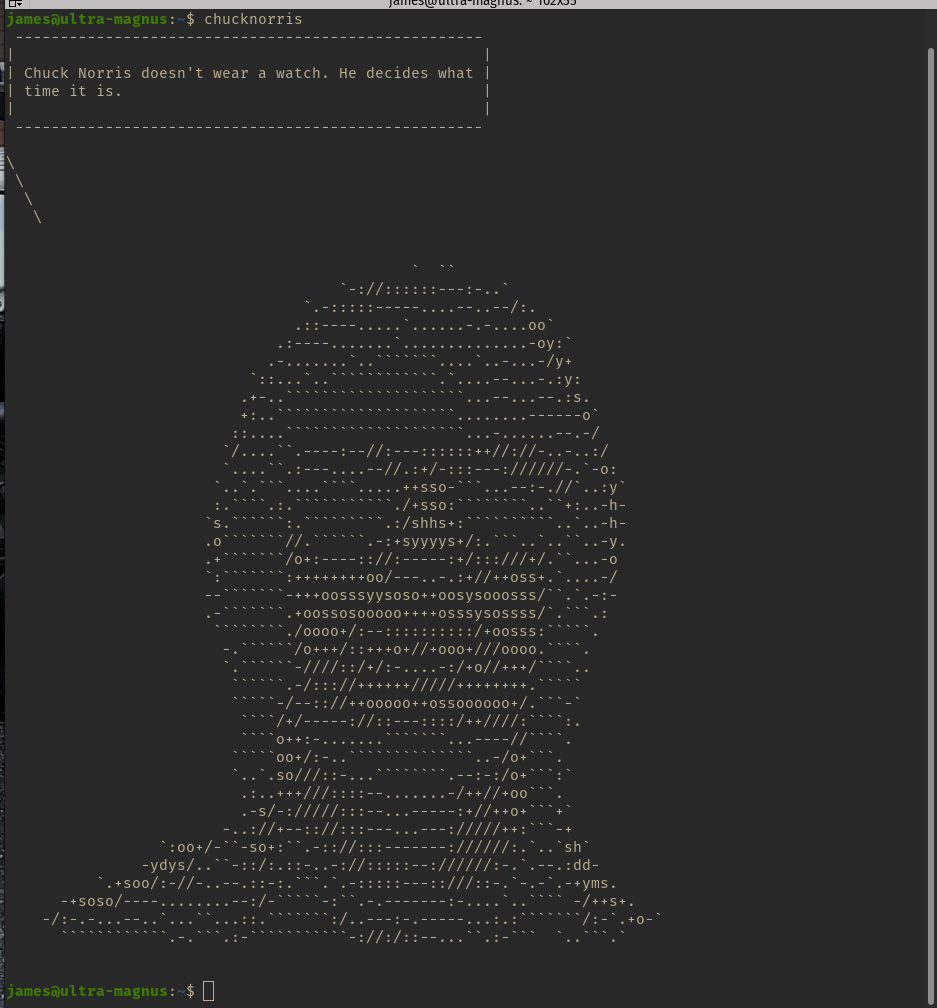 james@ultra-magnus: ~ 102x55
james@ultra-magnus:~$ chucknorris
Chuck Norris doesn't wear a watch. He decides what
time it is.
james@ultra-magnus:~$